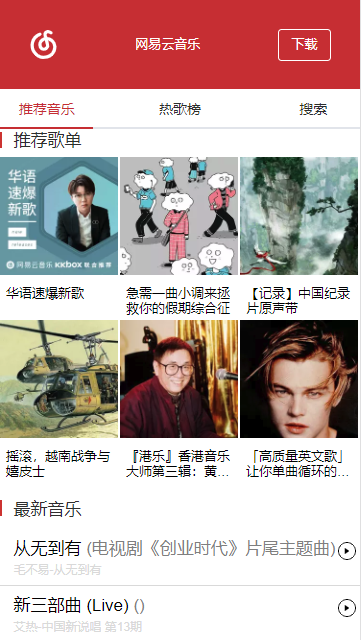 网易云音乐
下载
推荐音乐
热歌榜
搜索
推荐歌单
华语
速爆
新歌
new
releases
网易云音乐 KKBOX 联合推荐
华语速爆新歌
急需一曲小调来拯
救你的假期综合征
【记录】中国纪录
片原声带
摇滚，越南战争与
嬉皮士
『港乐』香港音乐
大师第三辑：黄...
「高质量英文歌」
让你单曲循环的...
最新音乐
从无到有 (电视剧《创业时代》片尾主题曲)
毛不易-从无到有
新三部曲 (Live) ()
艾热-中国新说唱 第13期